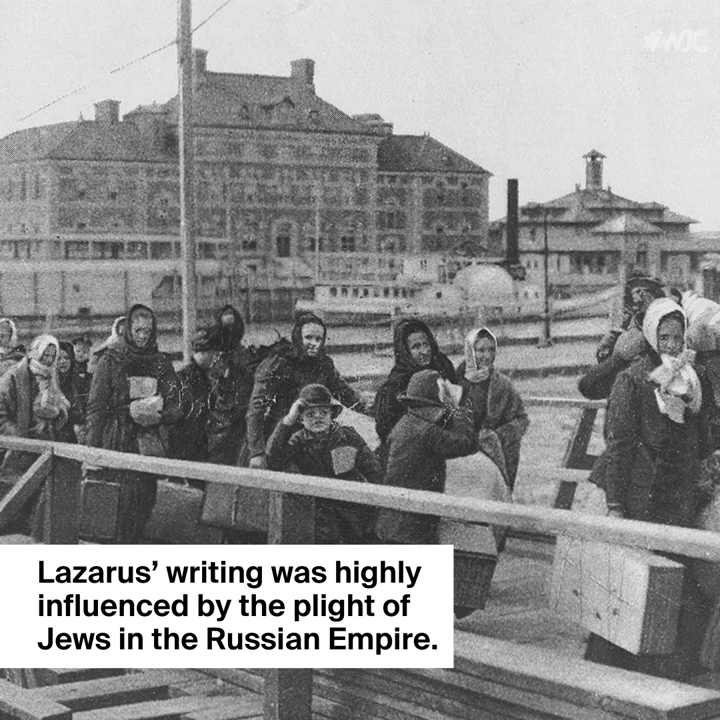 #WJC
Lazarus’ writing was highly
influenced by the plight of
Jews in the Russian Empire.